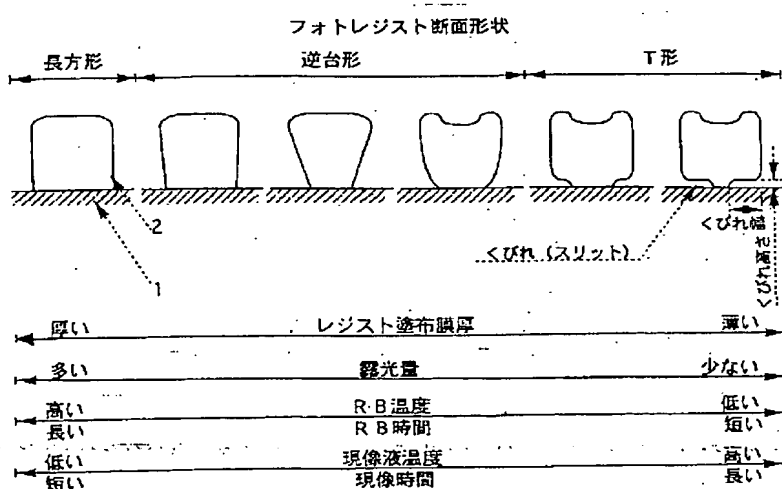 フォトレジスト断面形状
長方形 逆台形 T形
2
1
くびれ幅
くびれ(スリット)
くびれ高さ
厚い レジスト塗布膜厚 薄い
多い 露光量 少ない
高い R・B温度 低い
長い RB時間 短い
低い 現像液温度 高い
短い 現像時間 長い